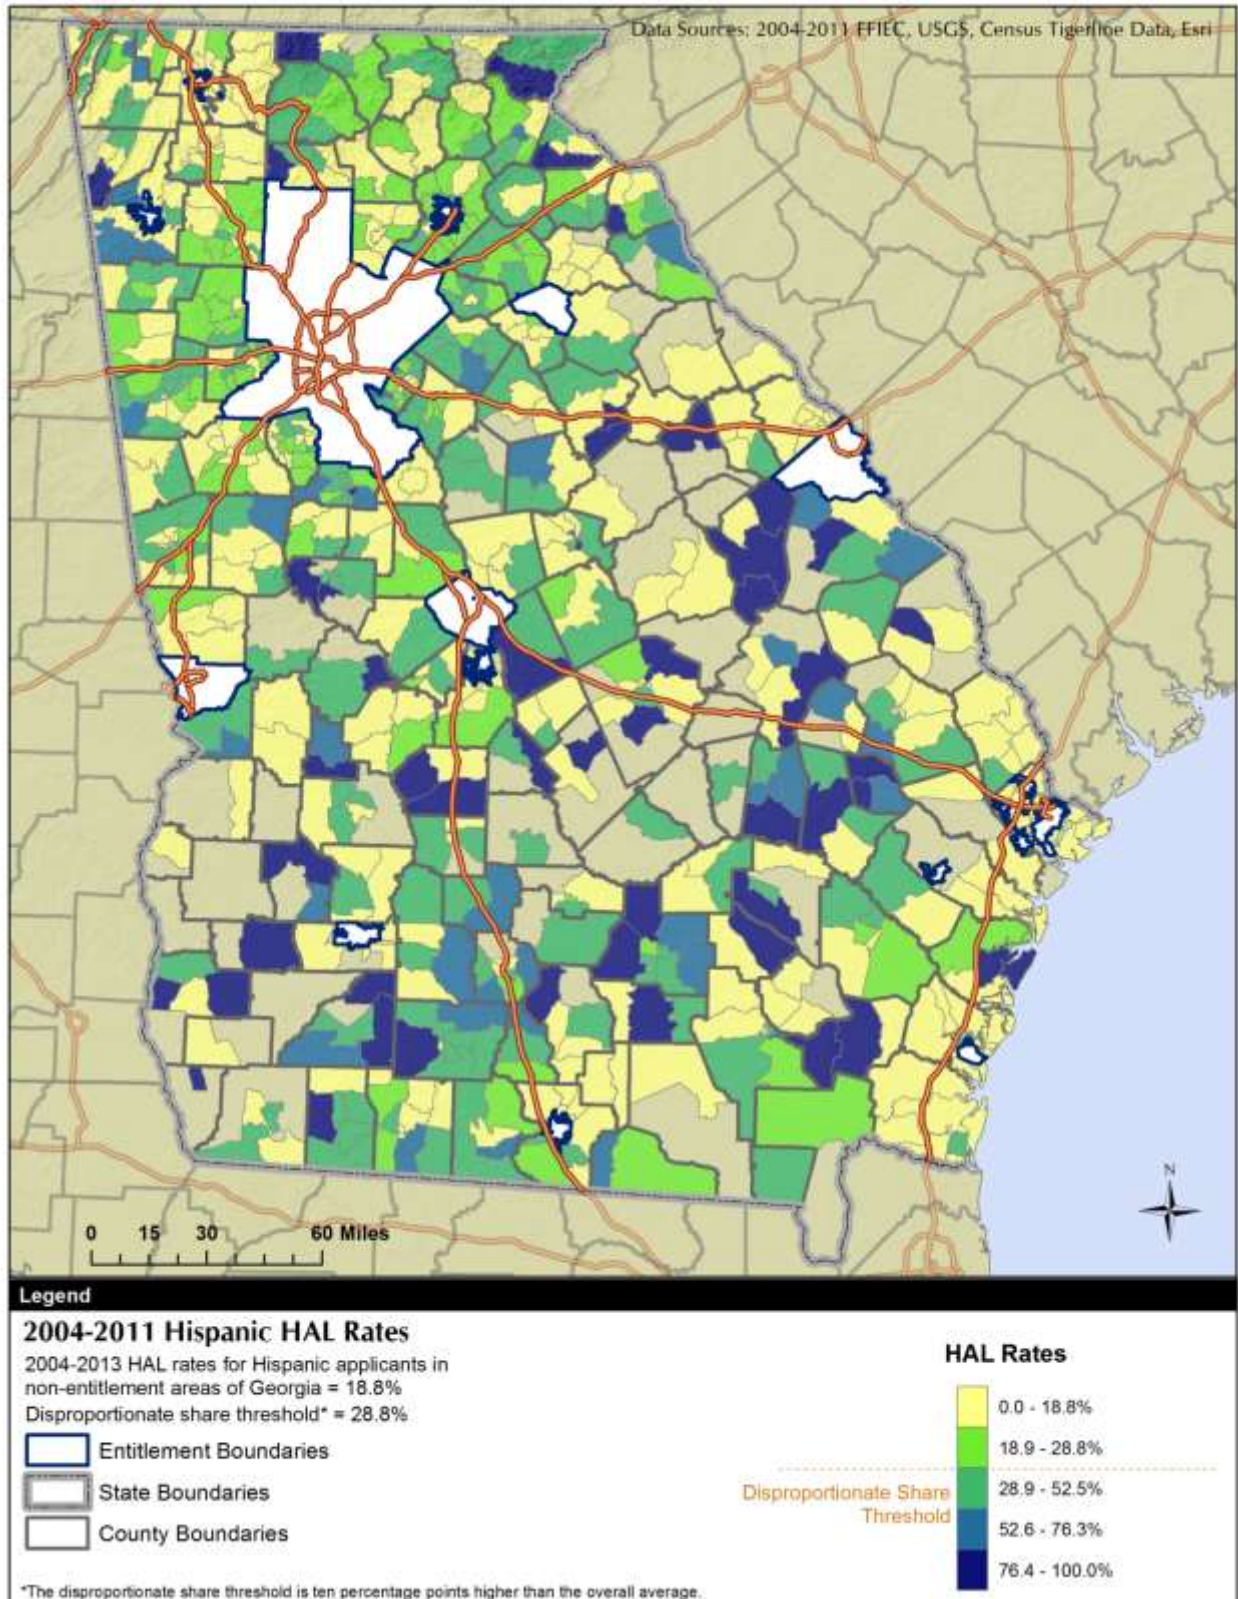 Data Sources: 2004-2011 FFIEC, USGS, Census Tigerline Data, Esri
N
0 15 30 60 Miles
Legend
2004-2011 Hispanic HAL Rates
2004-2013 HAL rates for Hispanic applicants in
non-entitlement areas of Georgia = 18.8%
Disproportionate share threshold* = 28.8%
Entitlement Boundaries
State Boundaries
County Boundaries
*The disproportionate share threshold is ten percentage points higher than the overall average.
HAL Rates
0.0 - 18.8%
18.9 - 28.8%
Disproportionate Share
Threshold
28.9 - 52.5%
52.6 - 76.3%
76.4 - 100.0%